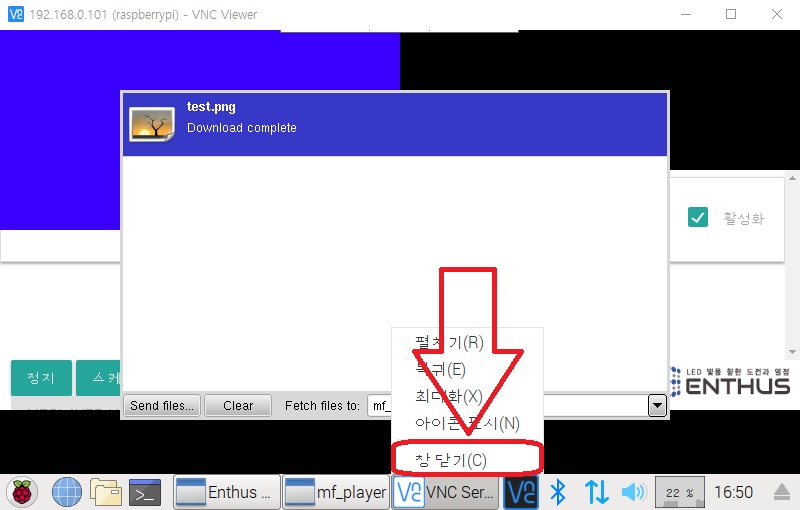 192.168.0.101 (raspberrypi) - VNC Viewer
test.png
Download complete
활성화
펼치기(R)
복귀(E)
최대화(X)
아이콘 표시(N)
창 닫기(C)
정지
스케
LED 빛을 향한 도전과 열정
ENTHUS
Send files...
Clear
Fetch files to:
mf_
Enthus ...
mf_player
VNC Ser...
22 %
16:50